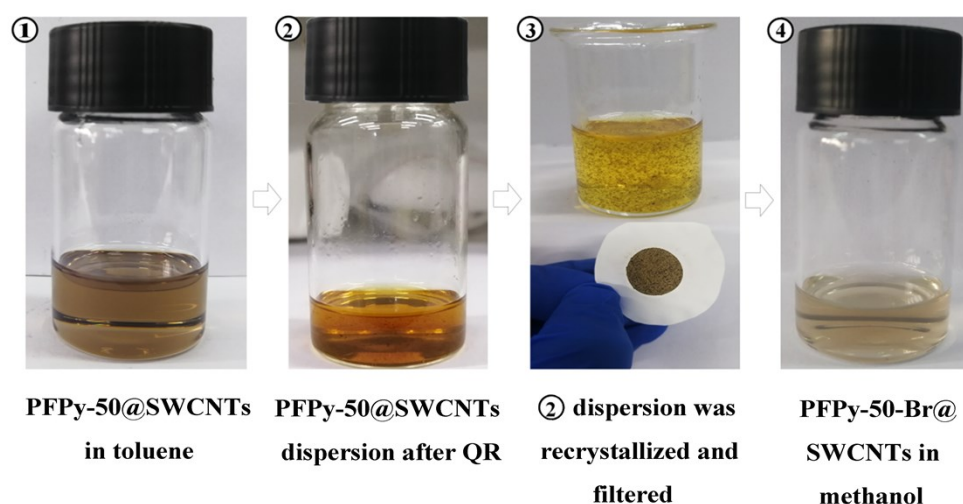 ①
②
③
④
PFPy-50@SWCNTs
in toluene
PFPy-50@SWCNTs
dispersion after QR
② dispersion was
recrystallized and
filtered
PFPy-50-Br@
SWCNTs in
methanol